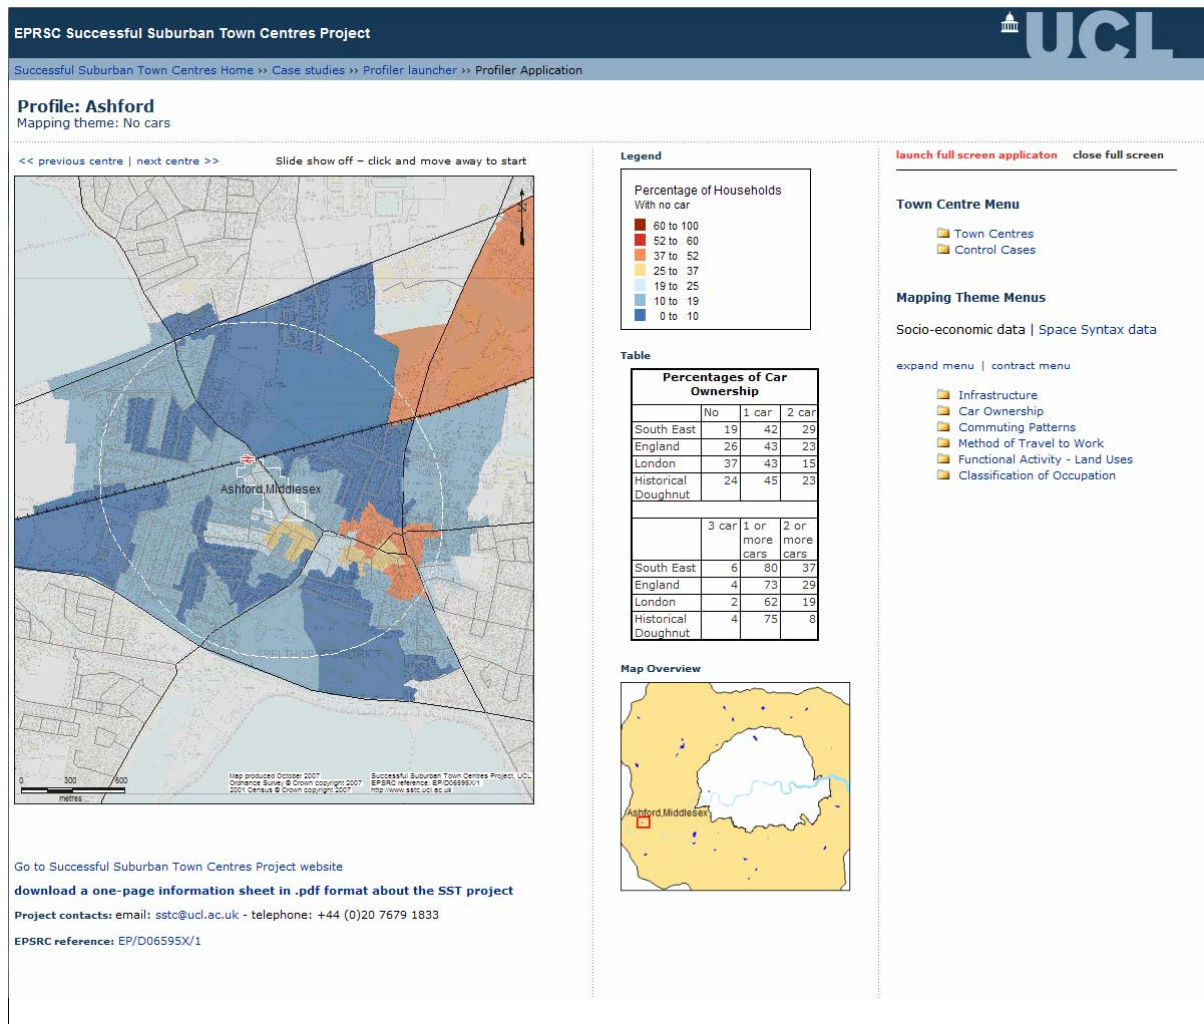 EPRSC Successful Suburban Town Centres Project
UCL
Successful Suburban Town Centres Home >> Case studies >> Profiler launcher >> Profiler Application
Profile: Ashford
Mapping theme: No cars
<< previous centre | next centre >> Slide show off – click and move away to start
Ashford,Middlesex
0 300 600
metres
Map produced October 2007
Ordnance Survey © Crown copyright 2007
2001 Census © Crown copyright 2007
Successful Suburban Town Centres Project, UCL
EPSRC reference: EP/D06595X/1
http://www.sstc.ucl.ac.uk
Go to Successful Suburban Town Centres Project website
download a one-page information sheet in .pdf format about the SST project
Project contacts: email: sstc@ucl.ac.uk - telephone: +44 (0)20 7679 1833
EPSRC reference: EP/D06595X/1
Legend
Percentage of Households
With no car
60 to 100
52 to 60
37 to 52
25 to 37
19 to 25
10 to 19
0 to 10
Table
Percentages of Car
Ownership
No 1 car 2 car
South East 19 42 29
England 26 43 23
London 37 43 15
Historical Doughnut 24 45 23
3 car 1 or more cars 2 or more cars
South East 6 80 37
England 4 73 29
London 2 62 19
Historical Doughnut 4 75 8
Map Overview
Ashford,Middlesex
launch full screen applicaton close full screen
Town Centre Menu
Town Centres
Control Cases
Mapping Theme Menus
Socio-economic data | Space Syntax data
expand menu | contract menu
Infrastructure
Car Ownership
Commuting Patterns
Method of Travel to Work
Functional Activity - Land Uses
Classification of Occupation